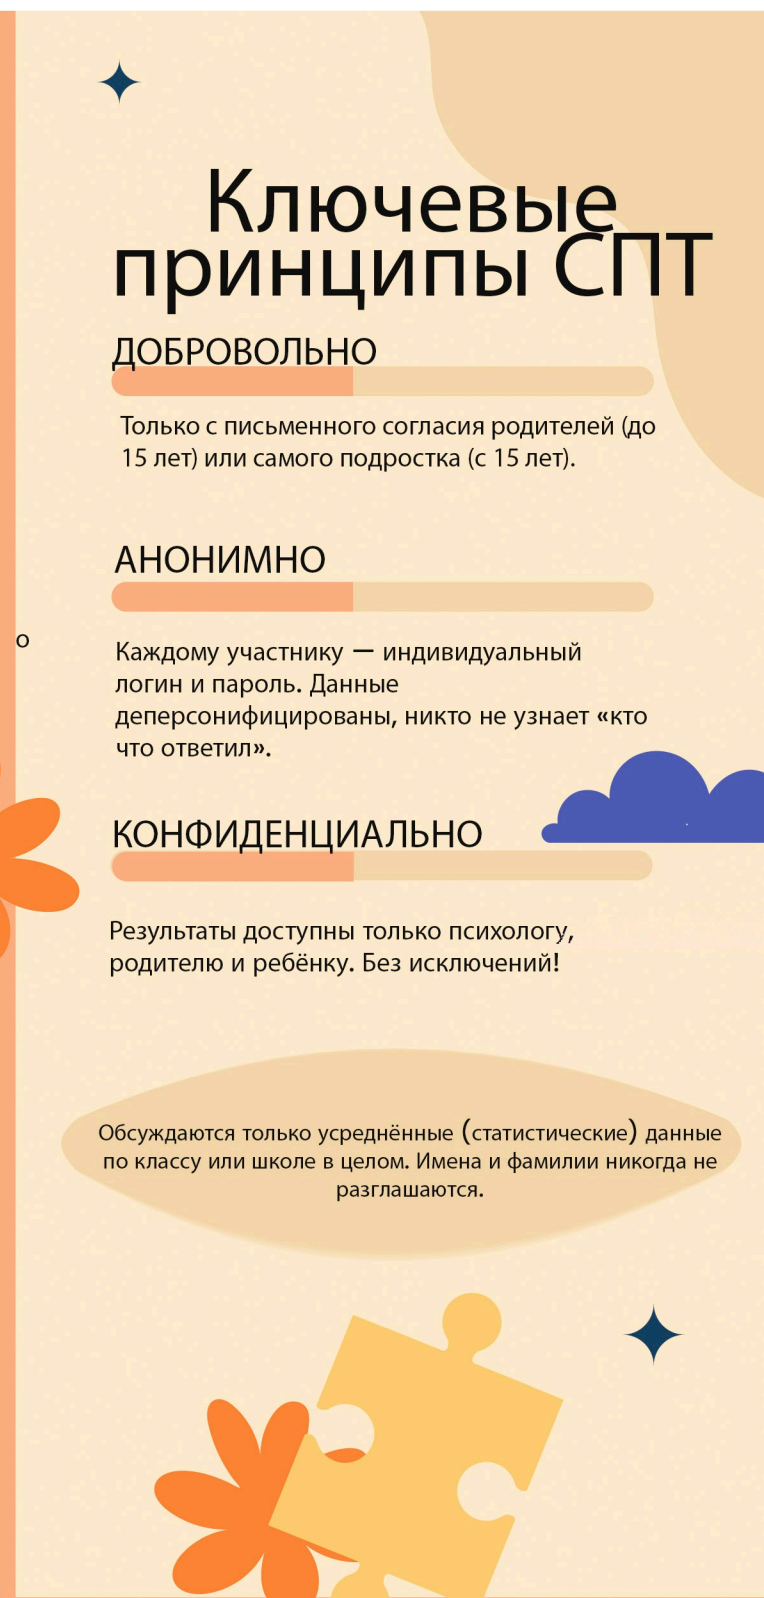 Ключевые
принципы СПТ
ДОБРОВОЛЬНО
Только с письменного согласия родителей (до
15 лет) или самого подростка (с 15 лет).
АНОНИМНО
о
Каждому участнику — индивидуальный
логин и пароль. Данные
деперсонифицированы, никто не узнает «кто
что ответил».
КОНФИДЕНЦИАЛЬНО
Результаты доступны только психологу,
родителю и ребёнку. Без исключений!
Обсуждаются только усреднённые (статистические) данные
по классу или школе в целом. Имена и фамилии никогда не
разглашаются.